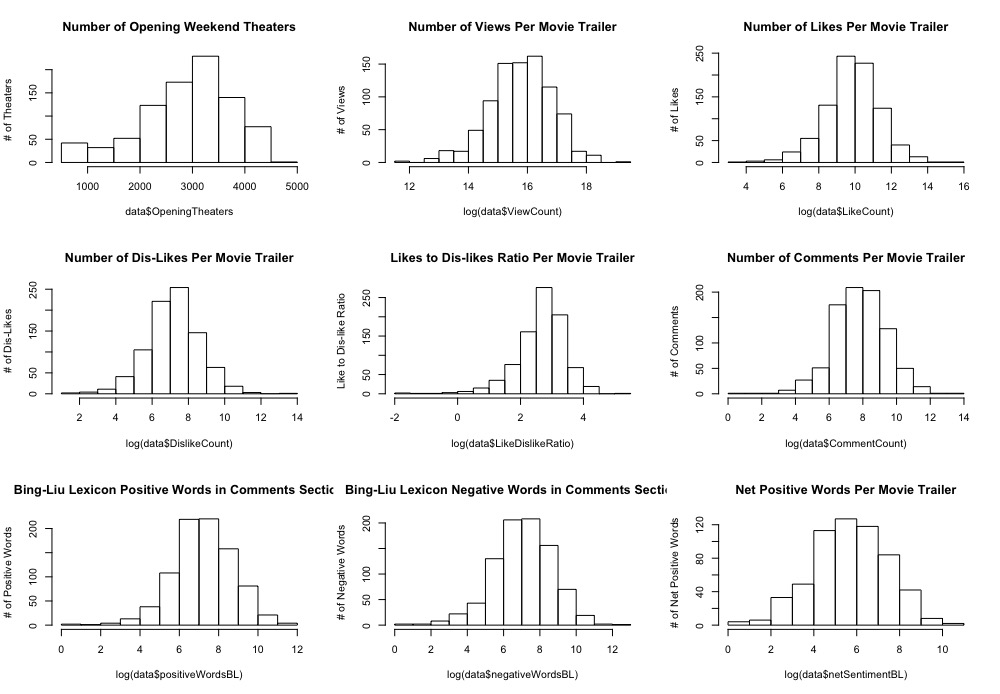 Number of Opening Weekend Theaters
# of Theaters
0 50 150
1000 2000 3000 4000 5000
data$OpeningTheaters
Number of Views Per Movie Trailer
# of Views
0 50 100 150
12 14 16 18
log(data$ViewCount)
Number of Likes Per Movie Trailer
# of Likes
0 50 150 250
4 6 8 10 12 14 16
log(data$LikeCount)
Number of Dis-Likes Per Movie Trailer
# of Dis-Likes
0 50 150 250
2 4 6 8 10 12 14
log(data$DislikeCount)
Likes to Dis-likes Ratio Per Movie Trailer
Like to Dis-like Ratio
0 50 150 250
-2 0 2 4
log(data$LikeDislikeRatio)
Number of Comments Per Movie Trailer
# of Comments
0 50 100 200
0 2 4 6 8 10 12 14
log(data$CommentCount)
Bing-Liu Lexicon Positive Words in Comments Sectic
# of Positive Words
0 50 100 200
0 2 4 6 8 10 12
log(data$positiveWordsBL)
Bing-Liu Lexicon Negative Words in Comments Secti
# of Negative Words
0 50 100 200
0 2 4 6 8 10 12
log(data$negativeWordsBL)
Net Positive Words Per Movie Trailer
# of Net Positive Words
0 40 80 120
0 2 4 6 8 10
log(data$netSentimentBL)